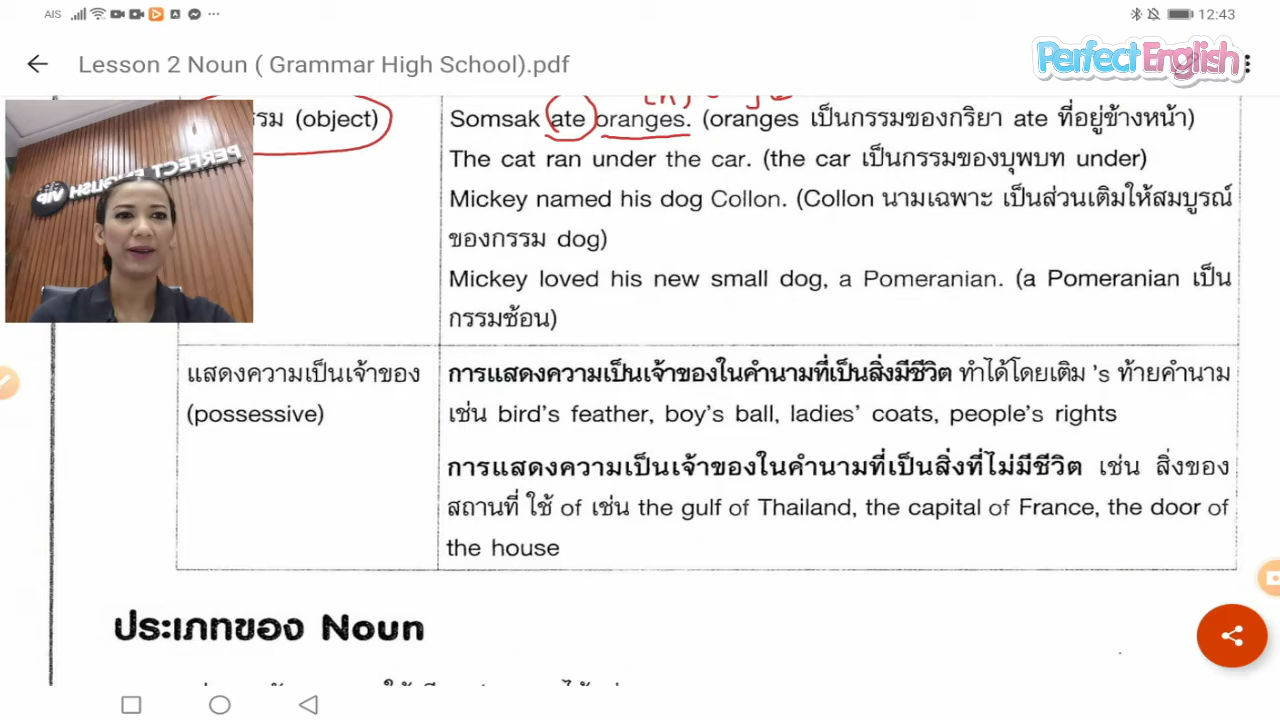 AIS
12:43
Lesson 2 Noun ( Grammar High School).pdf
Perfect English
PERFECT ENGLISH VIP
รรม (object)
Somsak ate oranges. (oranges เป็นกรรมของกริยา ate ที่อยู่ข้างหน้า)
The cat ran under the car. (the car เป็นกรรมของบุพบท under)
Mickey named his dog Collon. (Collon นามเฉพาะ เป็นส่วนเติมให้สมบูรณ์
ของกรรม dog)
Mickey loved his new small dog, a Pomeranian. (a Pomeranian เป็น
กรรมซ้อน)
แสดงความเป็นเจ้าของ
(possessive)
การแสดงความเป็นเจ้าของในคำนามที่เป็นสิ่งมีชีวิต ทำได้โดยเติม 's ท้ายคำนาม
เช่น bird's feather, boy's ball, ladies' coats, people's rights
การแสดงความเป็นเจ้าของในคำนามที่เป็นสิ่งที่ไม่มีชีวิต เช่น สิ่งของ
สถานที่ ใช้ of เช่น the gulf of Thailand, the capital of France, the door of
the house
ประเภทของ Noun